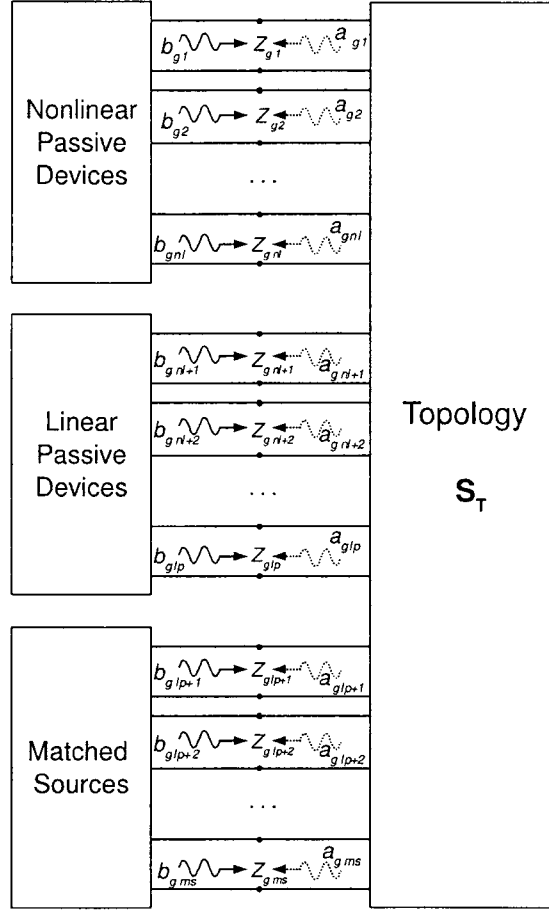 b_g1 Z_g1 a_g1
b_g2 Z_g2 a_g2
Nonlinear
Passive
Devices
...
b_gnl Z_gnl a_gnl
b_gnl+1 Z_gnl+1 a_gnl+1
b_gnl+2 Z_gnl+2 a_gnl+2
Linear
Passive
Devices
...
b_glp Z_glp a_glp
b_glp+1 Z_glp+1 a_glp+1
b_glp+2 Z_glp+2 a_glp+2
Matched
Sources
...
b_gms Z_gms a_gms
Topology
S_T